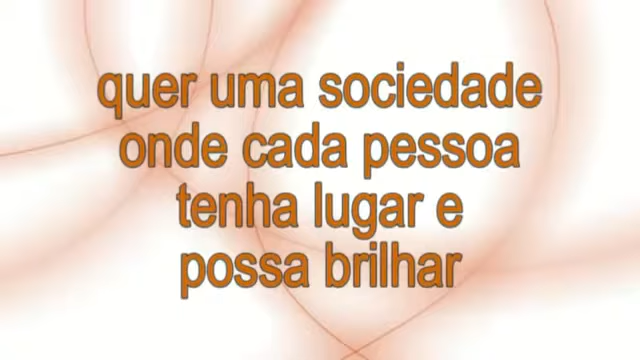 quer uma sociedade
onde cada pessoa
tenha lugar e
possa brilhar